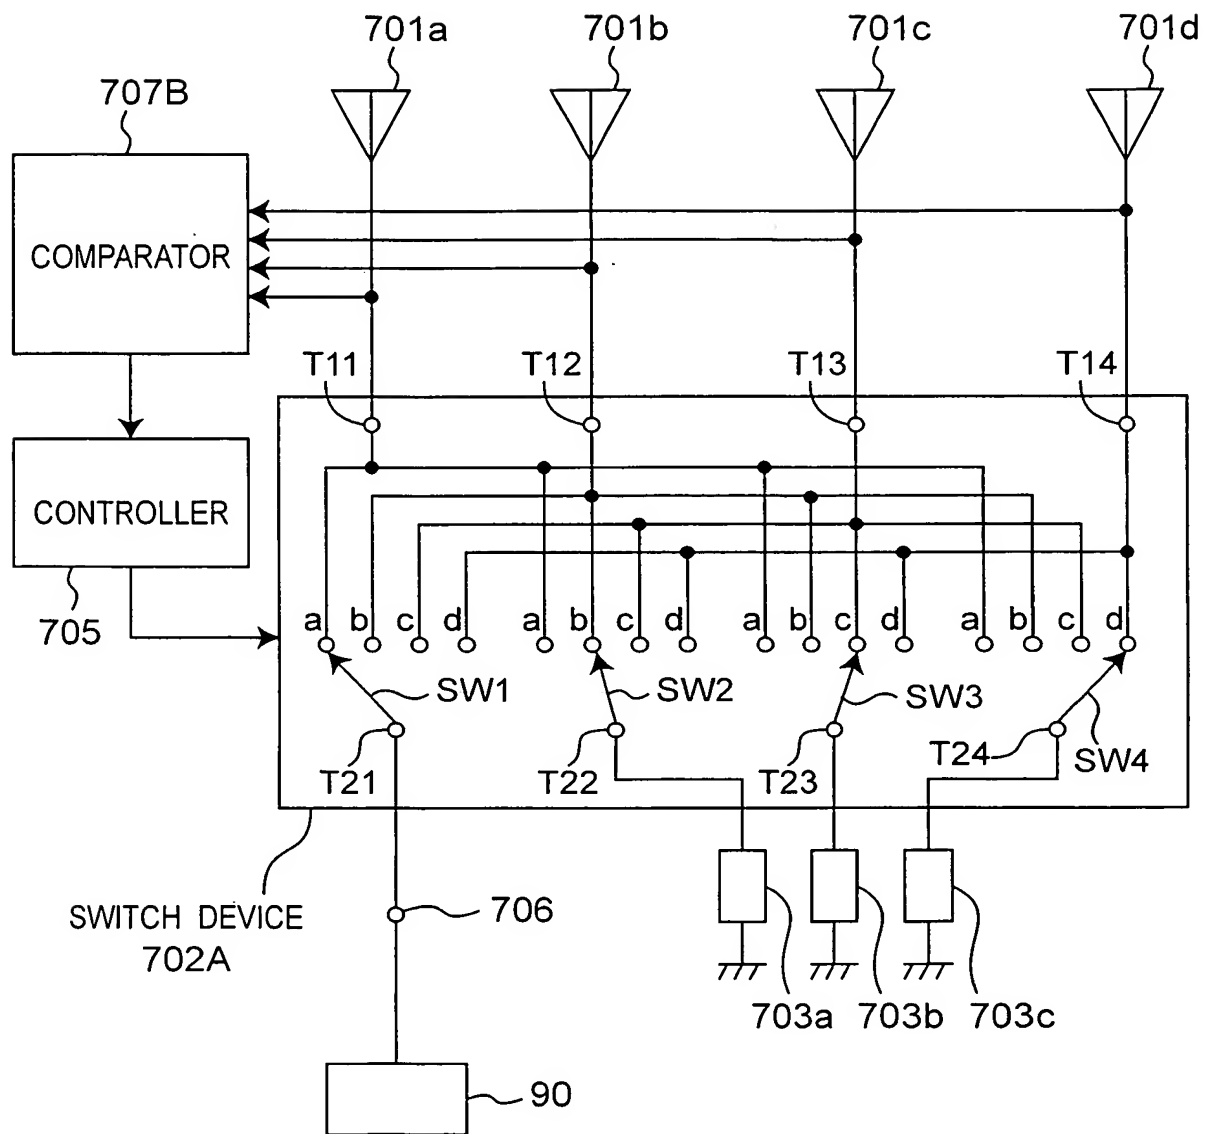 701a 701b 701c 701d
707B
COMPARATOR
T11 T12 T13 T14
CONTROLLER
705
a b c d a b c d a b c d a b c d
SW1 SW2 SW3 SW4
T21 T22 T23 T24
SWITCH DEVICE
702A
706
703a 703b 703c
90